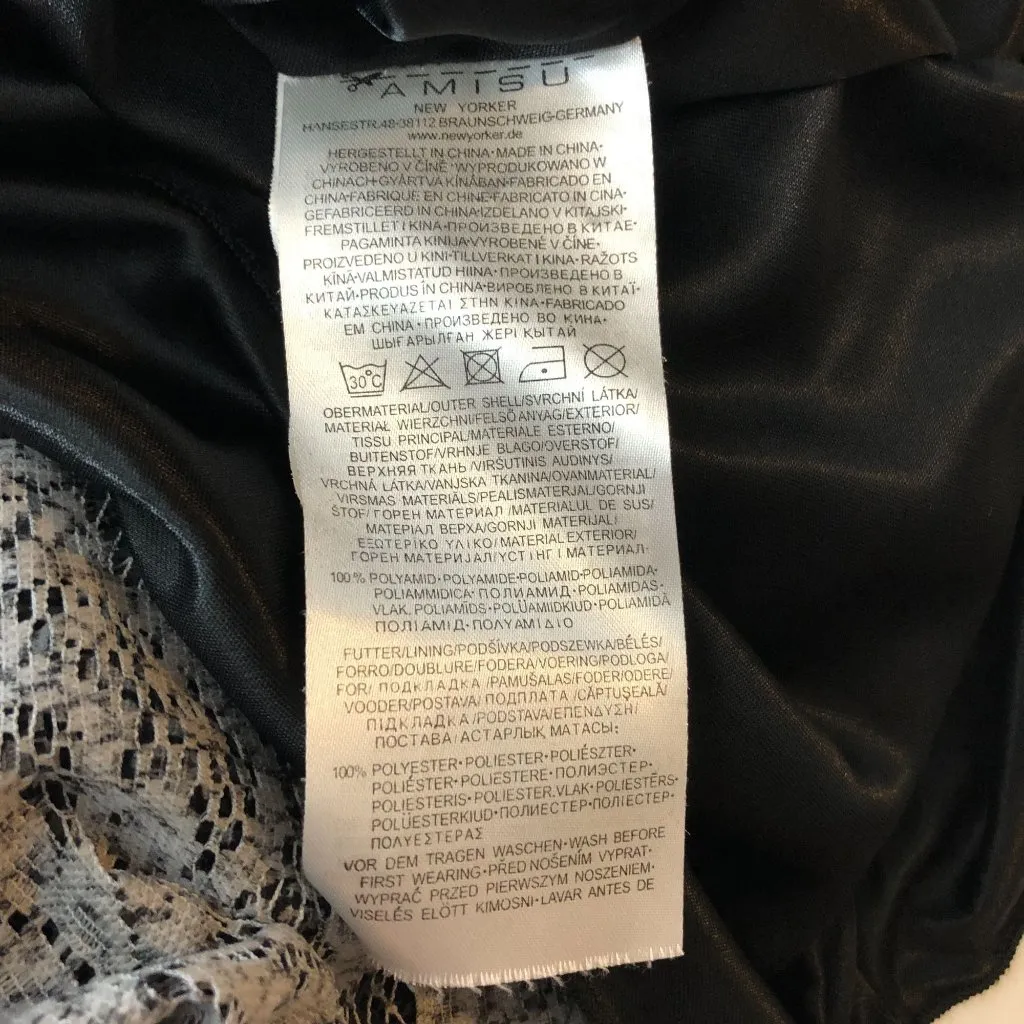 AMISU
NEW YORKER
HANSESTR.48-38112 BRAUNSCHWEIG-GERMANY
www.newyorker.de
HERGESTELLT IN CHINA•MADE IN CHINA•
VYROBENO V ČÍNĚ•WYPRODUKOWANO W
CHINACH•GYÁRTVA KÍNÁBAN•FABRICADO EN
CHINA•FABRIQUE EN CHINE•FABRICATO IN CINA•
GEFABRICEERD IN CHINA•IZDELANO V KITAJSKI•
FREMSTILLET I KINA•ПРОИЗВЕДЕНО В КИТАЕ•
PAGAMINTA KINIJA•VYROBENÉ V ČÍNE•
PROIZVEDENO U KINI•TILLVERKAT I KINA•RAŽOTS
ĶĪNĀ•VALMISTATUD HIINA•ПРОИЗВЕДЕНО В
КИТАЙ•PRODUS ÎN CHINA•ВИРОБЛЕНО В КИТАЇ•
ΚΑΤΑΣΚΕΥΑΖΕΤΑΙ ΣΤΗΝ ΚΙΝΑ•FABRICADO
EM CHINA•ПРОИЗВЕДЕНО ВО КИНА•
ШЫҒАРЫЛҒАН ЖЕРІ ҚЫТАЙ
30°C
OBERMATERIAL/OUTER SHELL/SVRCHNÍ LÁTKA/
MATERIAŁ WIERZCHNI/FELSŐ ANYAG/EXTERIOR/
TISSU PRINCIPAL/MATERIALE ESTERNO/
BUITENSTOF/VRHNJE BLAGO/OVERSTOF/
ВЕРХНЯЯ ТКАНЬ/VIRŠUTINIS AUDINYS/
VRCHNÁ LÁTKA/VANJSKA TKANINA/OVANMATERIAL/
VIRSMAS MATERIĀLS/PEALISMATERJAL/GORNJI
ŠTOF/ГОРЕН МАТЕРИАЛ/MATERIALUL DE SUS/
МАТЕРІАЛ ВЕРХА/GORNJI MATERIJAL/
ΕΞΩΤΕΡΙΚΟ ΥΛΙΚΟ/MATERIAL EXTERIOR/
ГОРЕН МАТЕРИЈАЛ/ҮСТІҢГІ МАТЕРИАЛ•
100% POLYAMID•POLYAMIDE•POLIAMID•POLIAMIDA•
POLIAMMIDICA•ПОЛИАМИД•POLIAMIDAS•
VLAK. POLIAMĪDS•POLÜAMIIDKIUD•POLIAMIDĂ
ПОЛІАМІД•ΠΟΛΥΑΜΙΔΙΟ
FUTTER/LINING/PODŠÍVKA/PODSZEWKA/BÉLÉS/
FORRO/DOUBLURE/FODERA/VOERING/PODLOGA/
FOR/ПОДКЛАДКА/PAMUŠALAS/FODER/ODERE/
VOODER/POSTAVA/ПОДПЛАТА/CĂPTUŞEALĂ/
ПІДКЛАДКА/PODSTAVA/ΕΠΕΝΔΥΣΗ/
ПОСТАВА/АСТАРЛЫҚ МАТАСЫ:
100% POLYESTER•POLIESTER•POLIÉSZTER•
POLIÉSTER•POLIESTERE•ПОЛИЭСТЕР•
POLIESTERIS•POLIESTER.VLAK•POLIESTĒRS•
POLÜESTERKIUD•ПОЛИЕСТЕР•ПОЛІЕСТЕР•
ΠΟΛΥΕΣΤΕΡΑΣ
VOR DEM TRAGEN WASCHEN•WASH BEFORE
FIRST WEARING•PŘED NOŠENÍM VYPRAT•
WYPRAĆ PRZED PIERWSZYM NOSZENIEM•
VISELÉS ELŐTT KIMOSNI•LAVAR ANTES DE